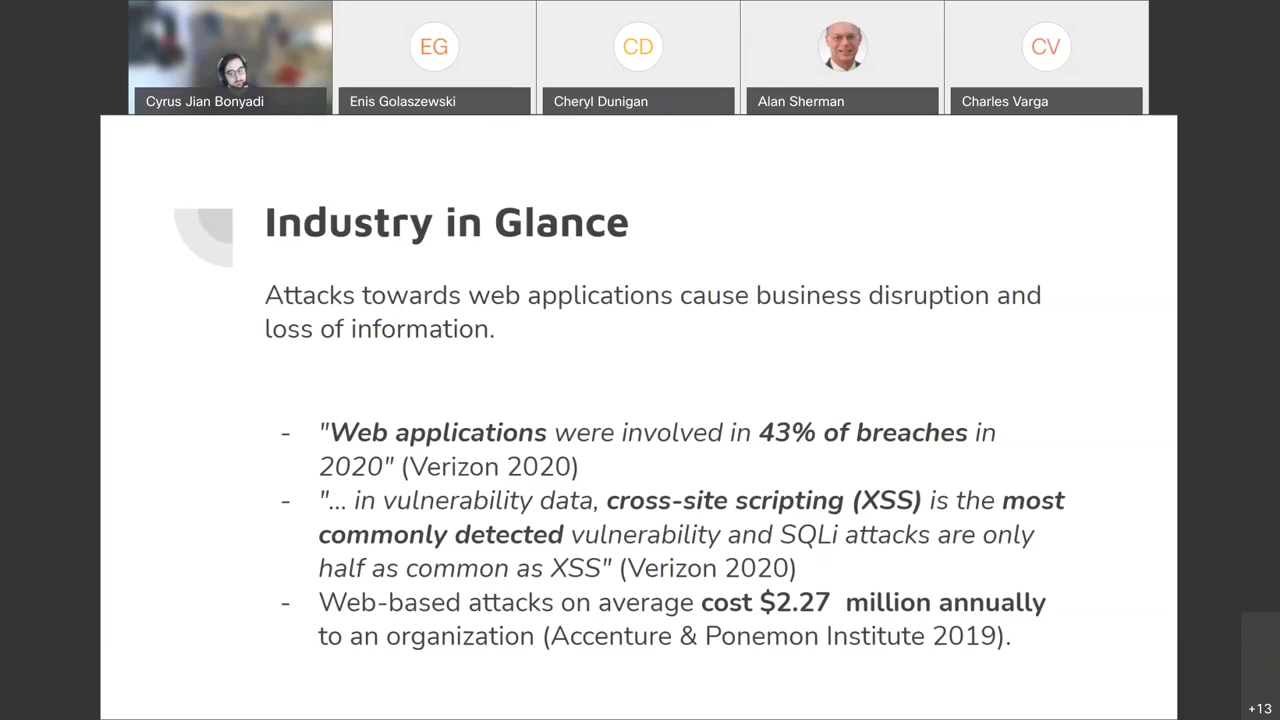 EG
CD
CV
Cyrus Jian Bonyadi
Enis Golaszewski
Cheryl Dunigan
Alan Sherman
Charles Varga
Industry in Glance
Attacks towards web applications cause business disruption and
loss of information.
- "Web applications were involved in 43% of breaches in
2020" (Verizon 2020)
- "... in vulnerability data, cross-site scripting (XSS) is the most
commonly detected vulnerability and SQLi attacks are only
half as common as XSS" (Verizon 2020)
- Web-based attacks on average cost $2.27 million annually
to an organization (Accenture & Ponemon Institute 2019).
+13